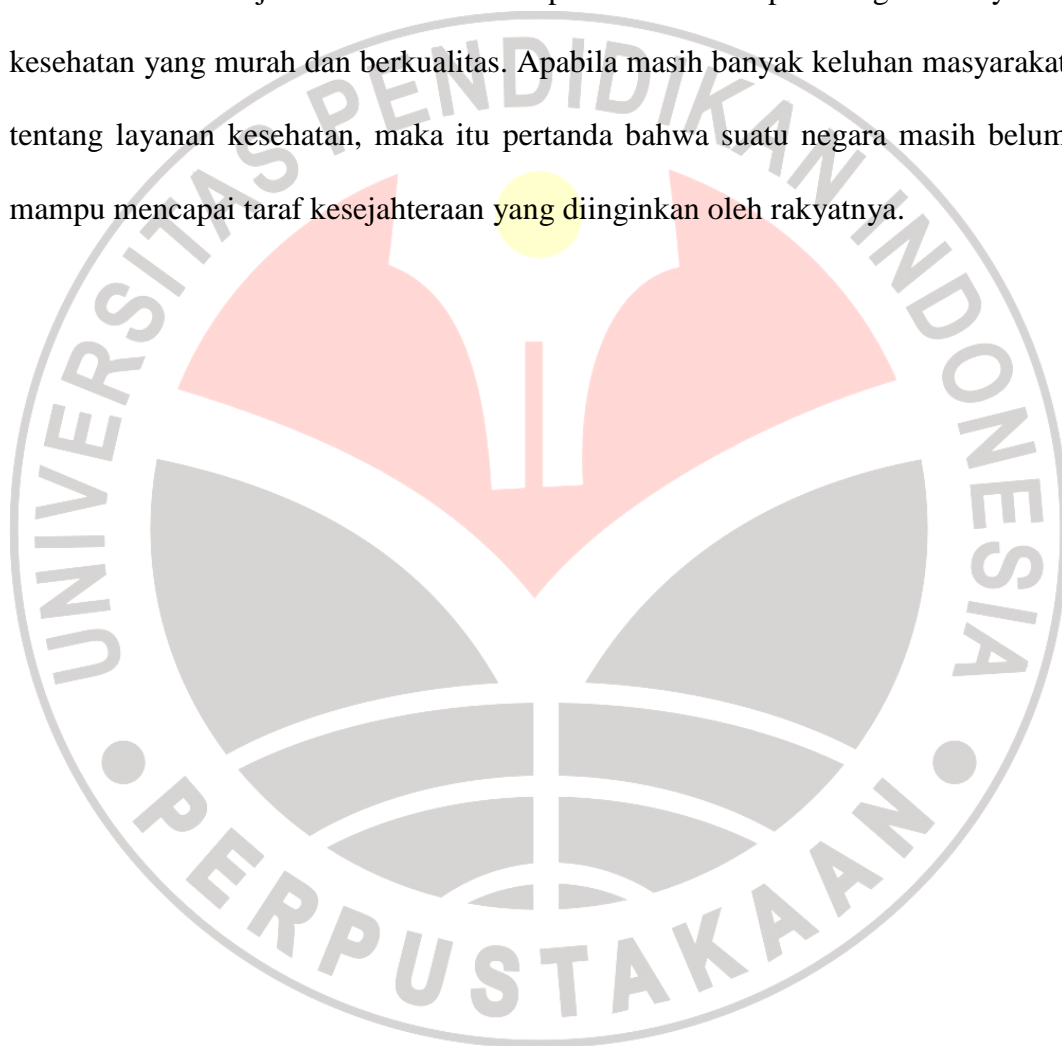 kesehatan yang murah dan berkualitas. Apabila masih banyak keluhan masyarakat
tentang layanan kesehatan, maka itu pertanda bahwa suatu negara masih belum
mampu mencapai taraf kesejahteraan yang diinginkan oleh rakyatnya.
UNIVERSITAS PENDIDIKAN INDONESIA
PERPUSTAKAAN